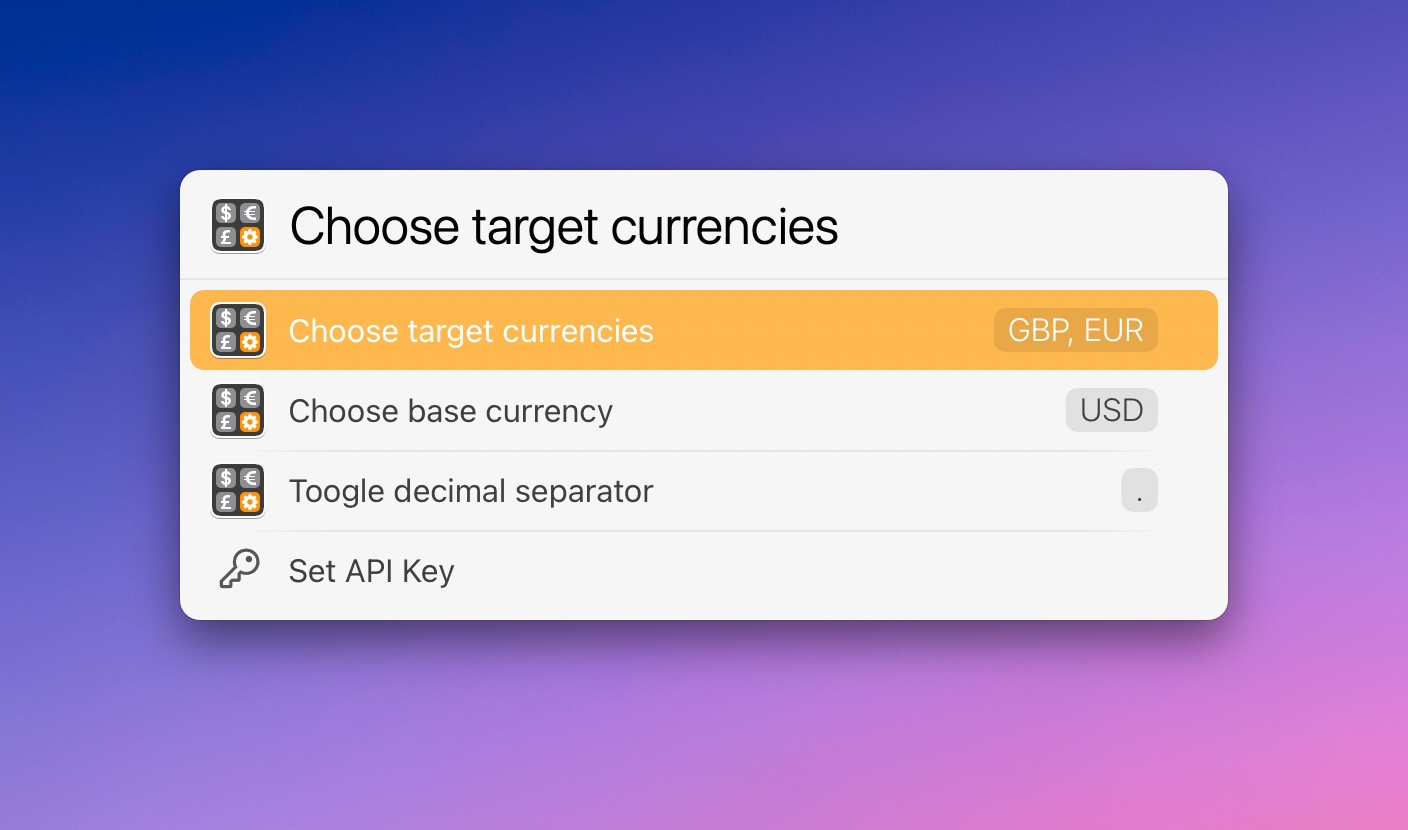 $ €
£
Choose target currencies
$ €
£
Choose target currencies GBP, EUR
$ €
£
Choose base currency USD
$ €
£
Toogle decimal separator .
Set API Key